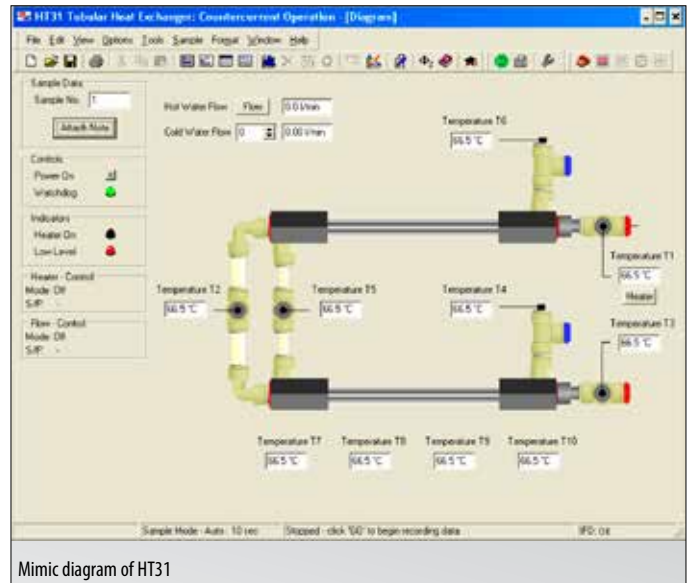 HT31 Tubular Heat Exchanger: Countercurrent Operation - [Diagram]
File Edit View Options Tools Sample Format Window Help
Sample Data
Sample No. 1
Attach Note
Hot Water Flow Flow 0.0 l/min
Cold Water Flow 0 0.00 l/min
Temperature T6
66.5 °C
Controls
Power On
Watchdog
Indicators
Heater On
Low Level
Temperature T1
66.5 °C
Heater
Heater - Control
Mode: Off
S/P: -
Temperature T2
66.5 °C
Temperature T5
66.5 °C
Temperature T4
66.5 °C
Temperature T3
66.5 °C
Flow - Control
Mode: Off
S/P: -
Temperature T7 Temperature T8 Temperature T9 Temperature T10
66.5 °C 66.5 °C 66.5 °C 66.5 °C
Sample Mode - Auto : 10 sec Stopped - click 'GO' to begin recording data IFD: OK
Mimic diagram of HT31